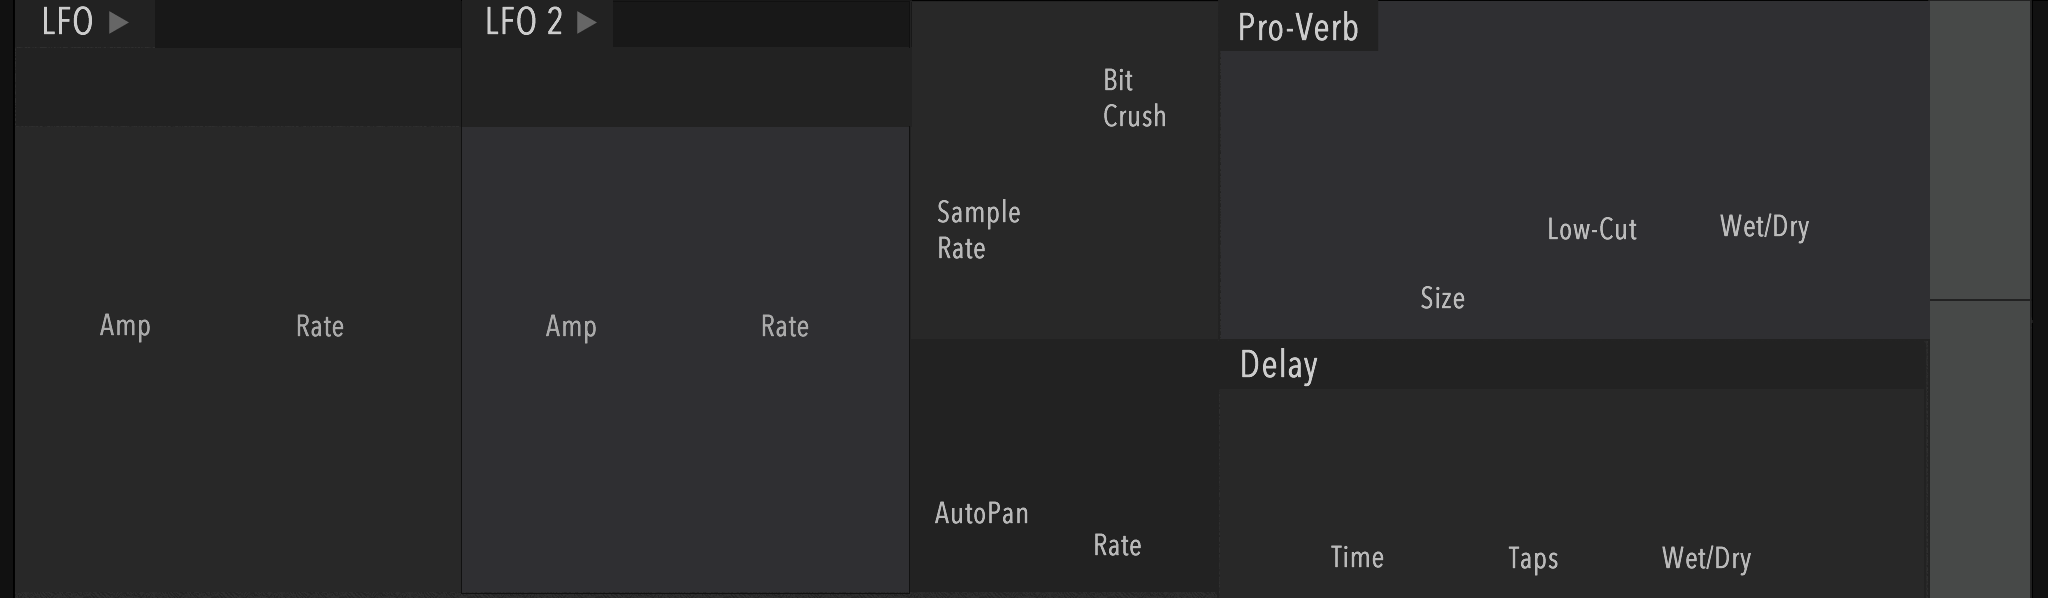 LFO
LFO 2
Bit
Crush
Sample
Rate
Pro-Verb
Low-Cut
Wet/Dry
Size
Amp
Rate
Amp
Rate
Delay
AutoPan
Rate
Time
Taps
Wet/Dry